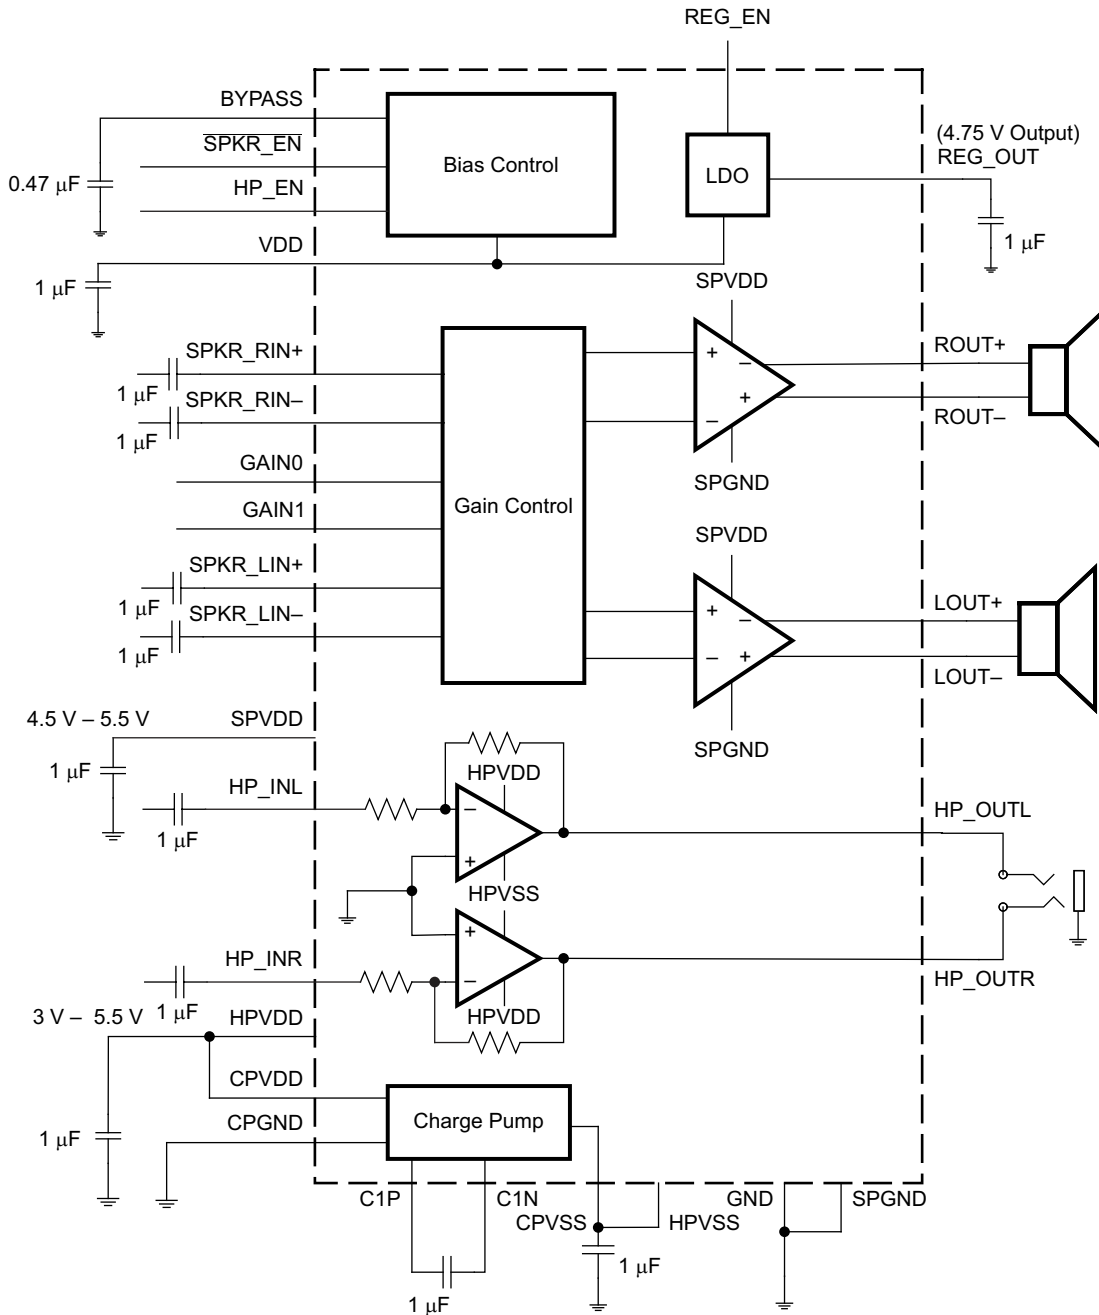 REG_EN
BYPASS
SPKR_EN
Bias Control
(4.75 V Output)
REG_OUT
LDO
0.47 μF
HP_EN
VDD
1 μF
1 μF
SPVDD
SPKR_RIN+
+
–
ROUT+
1 μF
SPKR_RIN–
+
–
ROUT–
1 μF
GAIN0
SPGND
Gain Control
GAIN1
SPVDD
SPKR_LIN+
1 μF
SPKR_LIN–
+
–
LOUT+
1 μF
–
+
LOUT–
4.5 V – 5.5 V
SPVDD
SPGND
1 μF
HP_INL
HPVDD
–
HP_OUTL
1 μF
+
HPVSS
+
HP_INR
–
HP_OUTR
1 μF
3 V – 5.5 V
HPVDD
HPVDD
CPVDD
CPGND
Charge Pump
1 μF
C1P
C1N
GND
SPGND
CPVSS
HPVSS
1 μF
1 μF